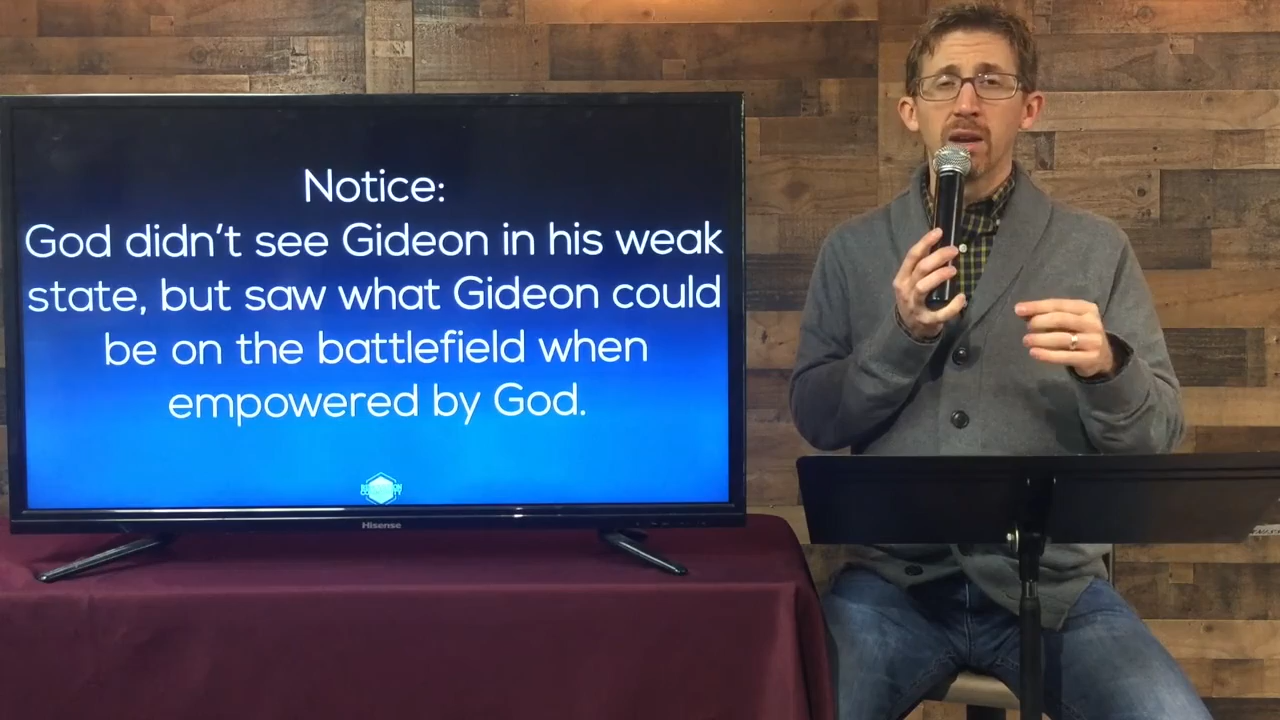 Notice:
God didn't see Gideon in his weak
state, but saw what Gideon could
be on the battlefield when
empowered by God.
Hisense